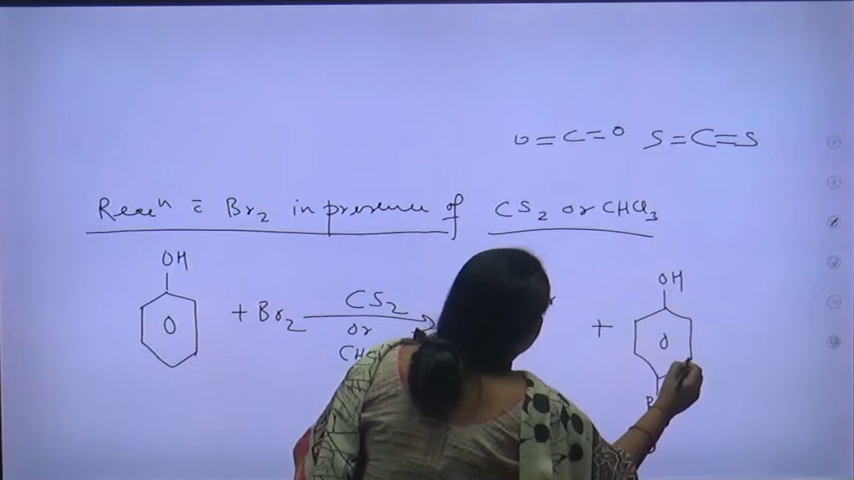 O=C=O S=C=S
Reacⁿ c̄ Br2 in presence of CS2 or CHCl3
OH
OH
+ Br2 CS2
or
+